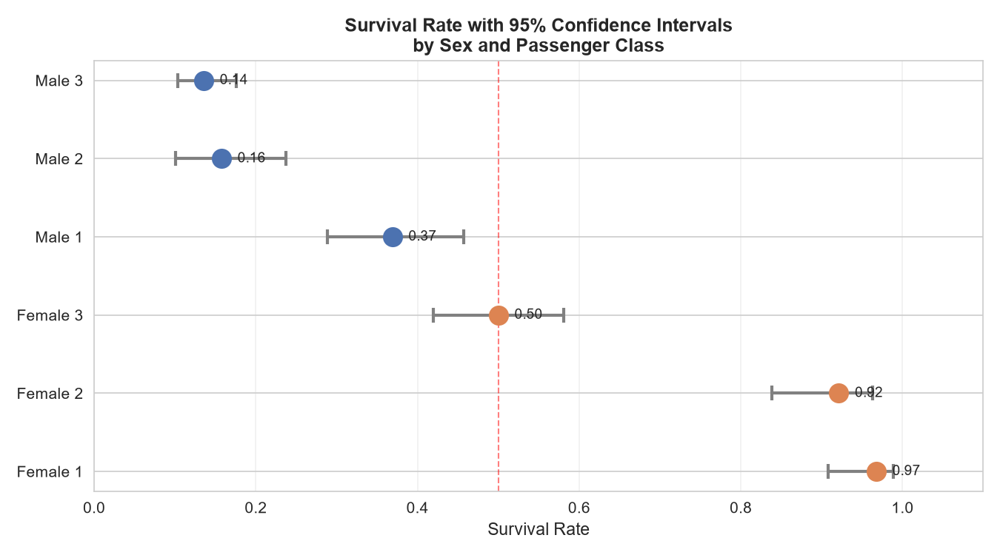 Survival Rate with 95% Confidence Intervals
by Sex and Passenger Class
Male 3
0.14
Male 2
0.16
Male 1
0.37
Female 3
0.50
Female 2
0.92
Female 1
0.97
0.0
0.2
0.4
0.6
0.8
1.0
Survival Rate